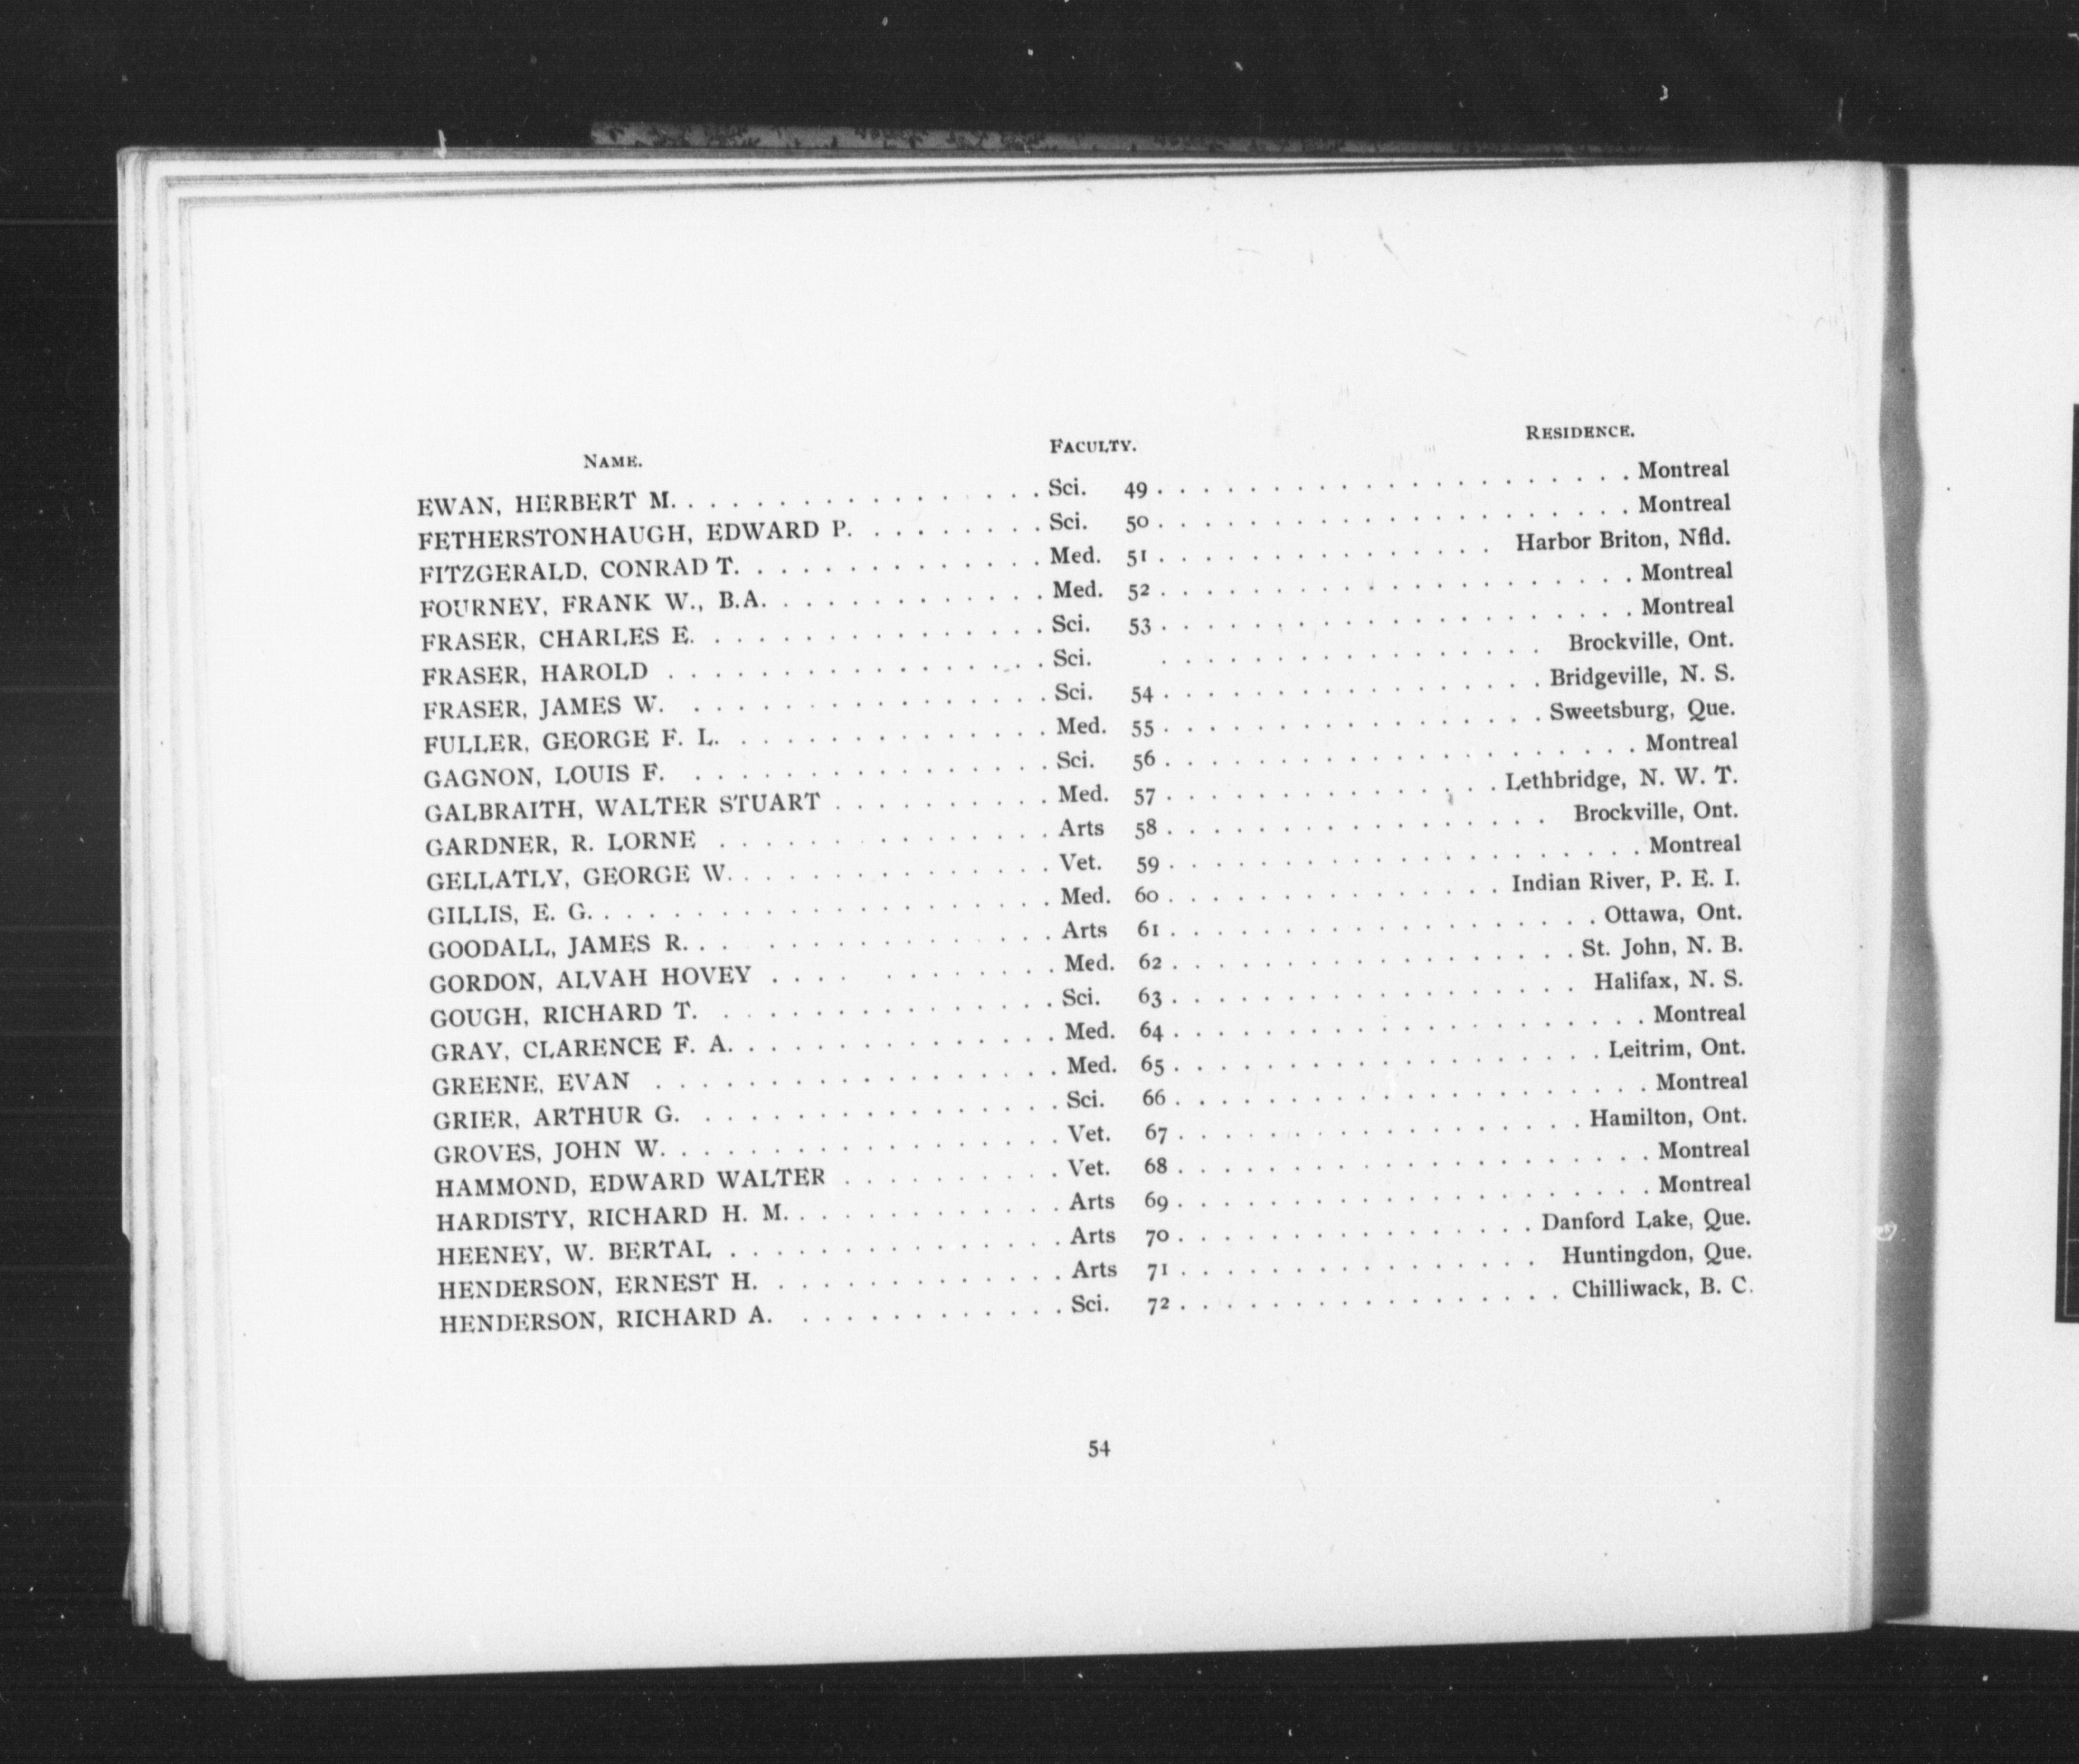 NAME. FACULTY. RESIDENCE.
EWAN, HERBERT M. . . . . . . . . . . . . . . . . Sci. 49 . . . . . . . . . . . . . . . . . . . . . Montreal
FETHERSTONHAUGH, EDWARD P. . . . . . . . . Sci. 50 . . . . . . . . . . . . . . . . . . . . . Montreal
FITZGERALD, CONRAD T. . . . . . . . . . . . . . Med. 51 . . . . . . . . . . . . . . . Harbor Briton, Nfld.
FOURNEY, FRANK W., B.A. . . . . . . . . . . . . Med. 52 . . . . . . . . . . . . . . . . . . . . . Montreal
FRASER, CHARLES E. . . . . . . . . . . . . . . . Sci. 53 . . . . . . . . . . . . . . . . . . . . . Montreal
FRASER, HAROLD . . . . . . . . . . . . . . . . . Sci. . . . . . . . . . . . . . . . . . Brockville, Ont.
FRASER, JAMES W. . . . . . . . . . . . . . . . . Sci. 54 . . . . . . . . . . . . . . . . . Bridgeville, N. S.
FULLER, GEORGE F. L. . . . . . . . . . . . . . . Med. 55 . . . . . . . . . . . . . . . . . Sweetsburg, Que.
GAGNON, LOUIS F. . . . . . . . . . . . . . . . . Sci. 56 . . . . . . . . . . . . . . . . . . . . . Montreal
GALBRAITH, WALTER STUART . . . . . . . . . . Med. 57 . . . . . . . . . . . . . . . Lethbridge, N. W. T.
GARDNER, R. LORNE . . . . . . . . . . . . . . . Arts 58 . . . . . . . . . . . . . . . . . Brockville, Ont.
GELLATLY, GEORGE W. . . . . . . . . . . . . . . Vet. 59 . . . . . . . . . . . . . . . . . . . . . Montreal
GILLIS, E. G. . . . . . . . . . . . . . . . . . . . Med. 60 . . . . . . . . . . . . . . . Indian River, P. E. I.
GOODALL, JAMES R. . . . . . . . . . . . . . . . Arts 61 . . . . . . . . . . . . . . . . . . . Ottawa, Ont.
GORDON, ALVAH HOVEY . . . . . . . . . . . . Med. 62 . . . . . . . . . . . . . . . . . . St. John, N. B.
GOUGH, RICHARD T. . . . . . . . . . . . . . . . Sci. 63 . . . . . . . . . . . . . . . . . . Halifax, N. S.
GRAY, CLARENCE F. A. . . . . . . . . . . . . . . Med. 64 . . . . . . . . . . . . . . . . . . . . . Montreal
GREENE, EVAN . . . . . . . . . . . . . . . . . . Med. 65 . . . . . . . . . . . . . . . . . . . Leitrim, Ont.
GRIER, ARTHUR G. . . . . . . . . . . . . . . . . Sci. 66 . . . . . . . . . . . . . . . . . . . . . Montreal
GROVES, JOHN W. . . . . . . . . . . . . . . . . Vet. 67 . . . . . . . . . . . . . . . . . . Hamilton, Ont.
HAMMOND, EDWARD WALTER . . . . . . . . . . Vet. 68 . . . . . . . . . . . . . . . . . . . . . Montreal
HARDISTY, RICHARD H. M. . . . . . . . . . . . . Arts 69 . . . . . . . . . . . . . . . . . . . . . Montreal
HEENEY, W. BERTAL . . . . . . . . . . . . . . . Arts 70 . . . . . . . . . . . . . . . . Danford Lake, Que.
HENDERSON, ERNEST H. . . . . . . . . . . . . . Arts 71 . . . . . . . . . . . . . . . . Huntingdon, Que.
HENDERSON, RICHARD A. . . . . . . . . . . . . Sci. 72 . . . . . . . . . . . . . . . . . Chilliwack, B. C.
54